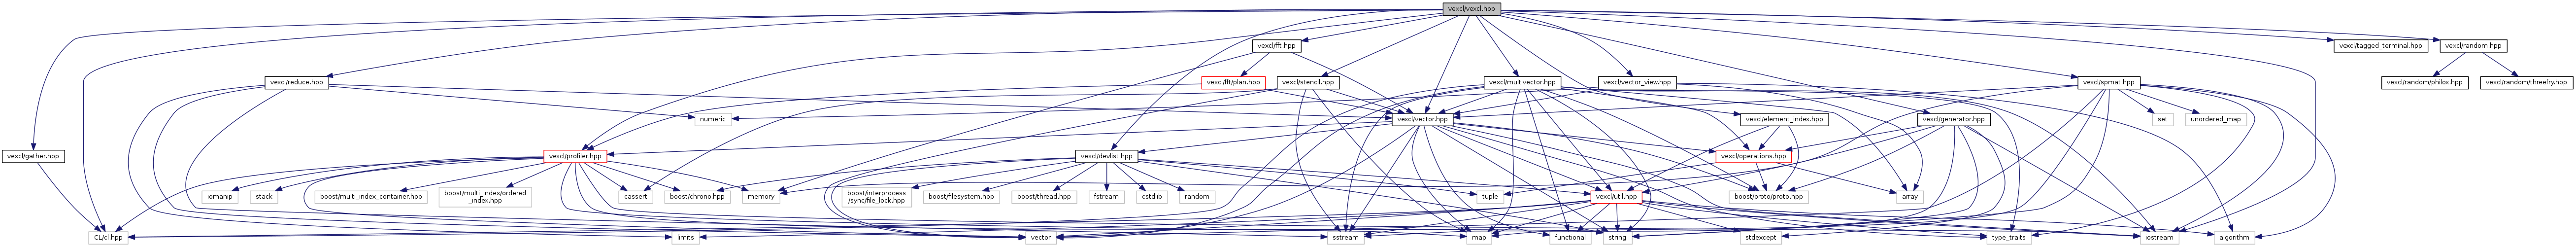 vexcl/vexcl.hpp
vexcl/fft.hpp
vexcl/tagged_terminal.hpp
vexcl/random.hpp
vexcl/reduce.hpp
vexcl/fft/plan.hpp
vexcl/stencil.hpp
vexcl/multivector.hpp
vexcl/vector_view.hpp
vexcl/spmat.hpp
vexcl/random/philox.hpp
vexcl/random/threefry.hpp
numeric
vexcl/vector.hpp
vexcl/element_index.hpp
vexcl/generator.hpp
set
unordered_map
vexcl/gather.hpp
vexcl/profiler.hpp
vexcl/devlist.hpp
vexcl/operations.hpp
iomanip
stack
boost/multi_index_container.hpp
boost/multi_index/ordered
_index.hpp
cassert
boost/chrono.hpp
memory
boost/interprocess
/sync/file_lock.hpp
boost/filesystem.hpp
boost/thread.hpp
fstream
cstdlib
random
tuple
vexcl/util.hpp
boost/proto/proto.hpp
array
CL/cl.hpp
limits
vector
sstream
map
functional
string
stdexcept
type_traits
iostream
algorithm